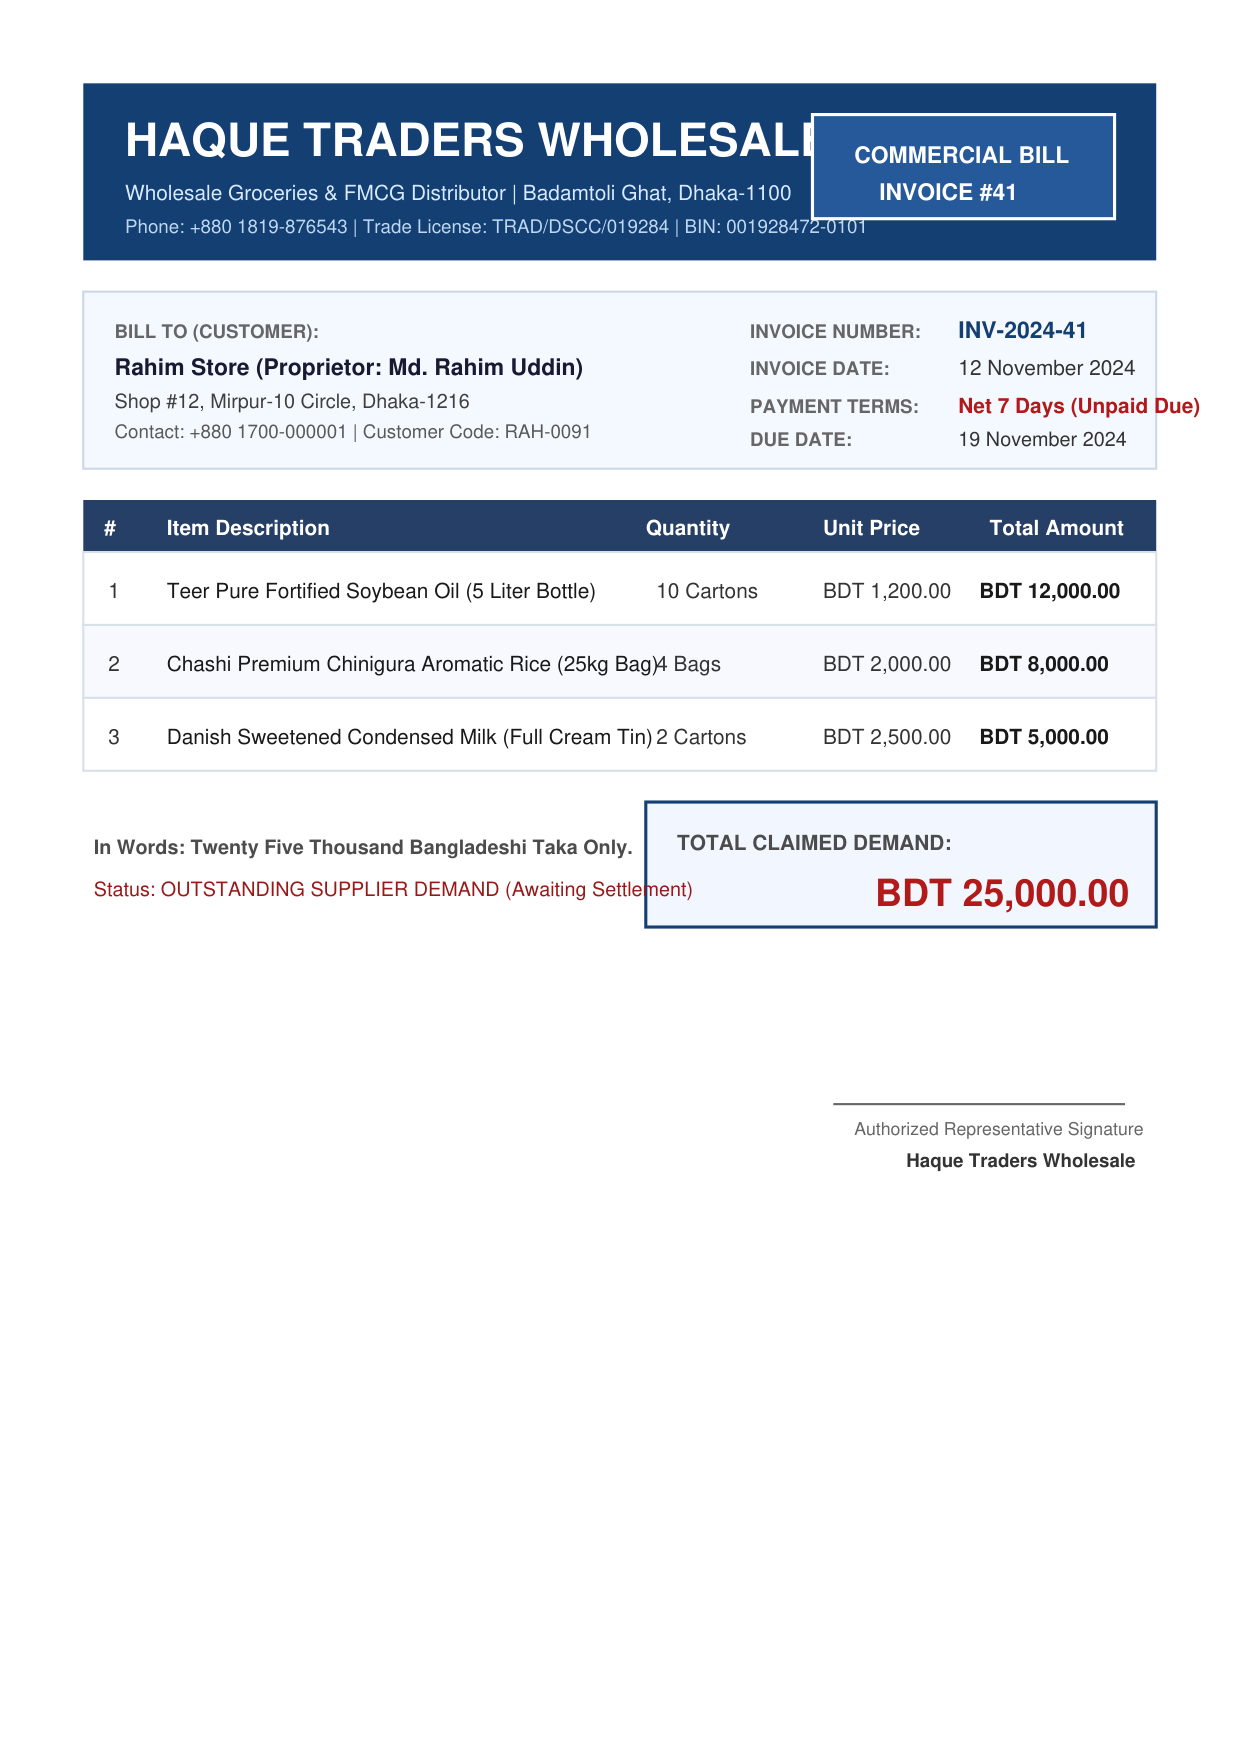 HAQUE TRADERS WHOLESALE
COMMERCIAL BILL
INVOICE #41
Wholesale Groceries & FMCG Distributor | Badamtoli Ghat, Dhaka-1100
Phone: +880 1819-876543 | Trade License: TRAD/DSCC/019284 | BIN: 001928472-0101
BILL TO (CUSTOMER):
Rahim Store (Proprietor: Md. Rahim Uddin)
Shop #12, Mirpur-10 Circle, Dhaka-1216
Contact: +880 1700-000001 | Customer Code: RAH-0091
INVOICE NUMBER: INV-2024-41
INVOICE DATE: 12 November 2024
PAYMENT TERMS: Net 7 Days (Unpaid Due)
DUE DATE: 19 November 2024
# Item Description Quantity Unit Price Total Amount
1 Teer Pure Fortified Soybean Oil (5 Liter Bottle) 10 Cartons BDT 1,200.00 BDT 12,000.00
2 Chashi Premium Chinigura Aromatic Rice (25kg Bag) 4 Bags BDT 2,000.00 BDT 8,000.00
3 Danish Sweetened Condensed Milk (Full Cream Tin) 2 Cartons BDT 2,500.00 BDT 5,000.00
In Words: Twenty Five Thousand Bangladeshi Taka Only.
Status: OUTSTANDING SUPPLIER DEMAND (Awaiting Settlement)
TOTAL CLAIMED DEMAND:
BDT 25,000.00
Authorized Representative Signature
Haque Traders Wholesale